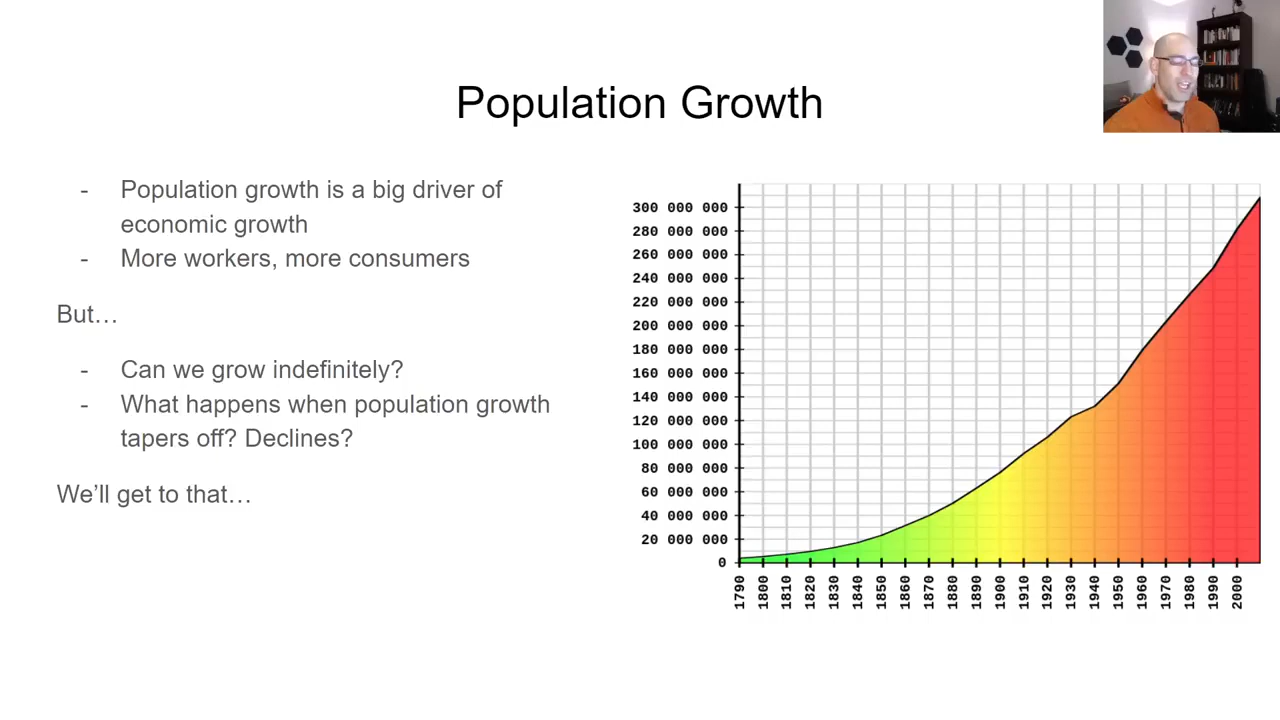 Population Growth
- Population growth is a big driver of
economic growth
- More workers, more consumers
But…
- Can we grow indefinitely?
- What happens when population growth
tapers off? Declines?
We’ll get to that…
300 000 000
280 000 000
260 000 000
240 000 000
220 000 000
200 000 000
180 000 000
160 000 000
140 000 000
120 000 000
100 000 000
80 000 000
60 000 000
40 000 000
20 000 000
0
1790 1800 1810 1820 1830 1840 1850 1860 1870 1880 1890 1900 1910 1920 1930 1940 1950 1960 1970 1980 1990 2000